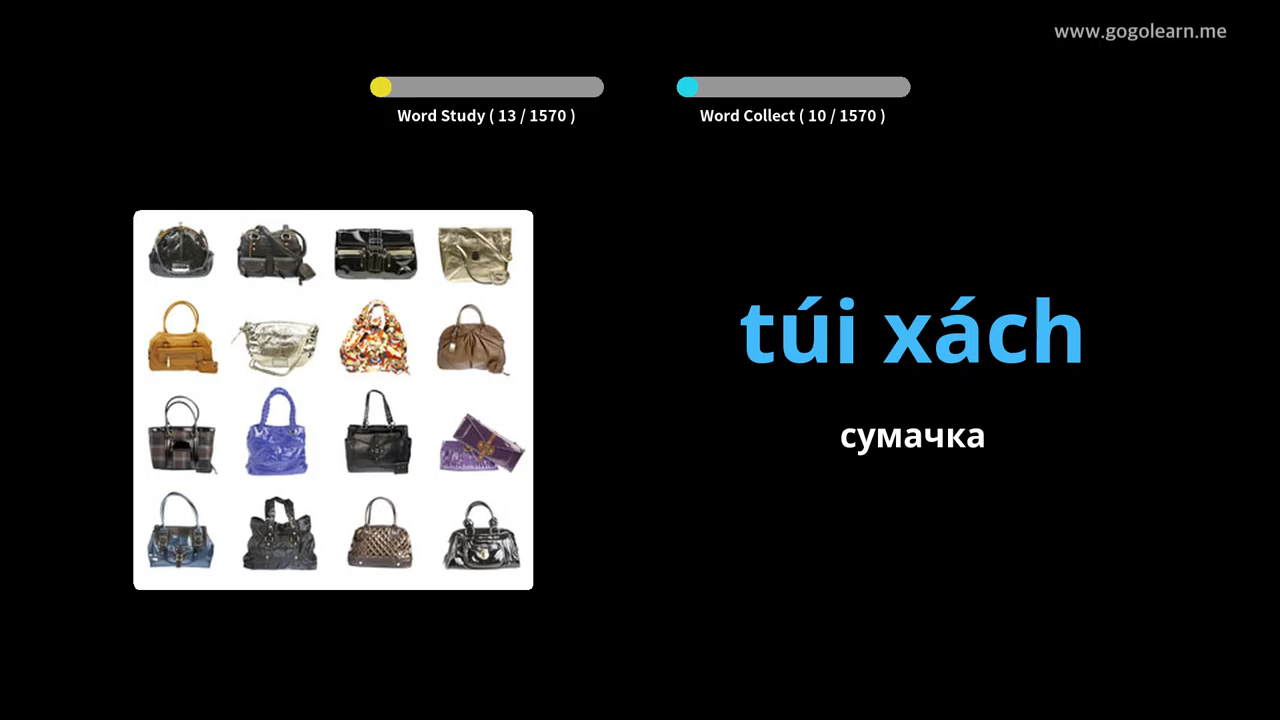 www.gogolearn.me
Word Study ( 13 / 1570 )
Word Collect ( 10 / 1570 )
túi xách
сумачка